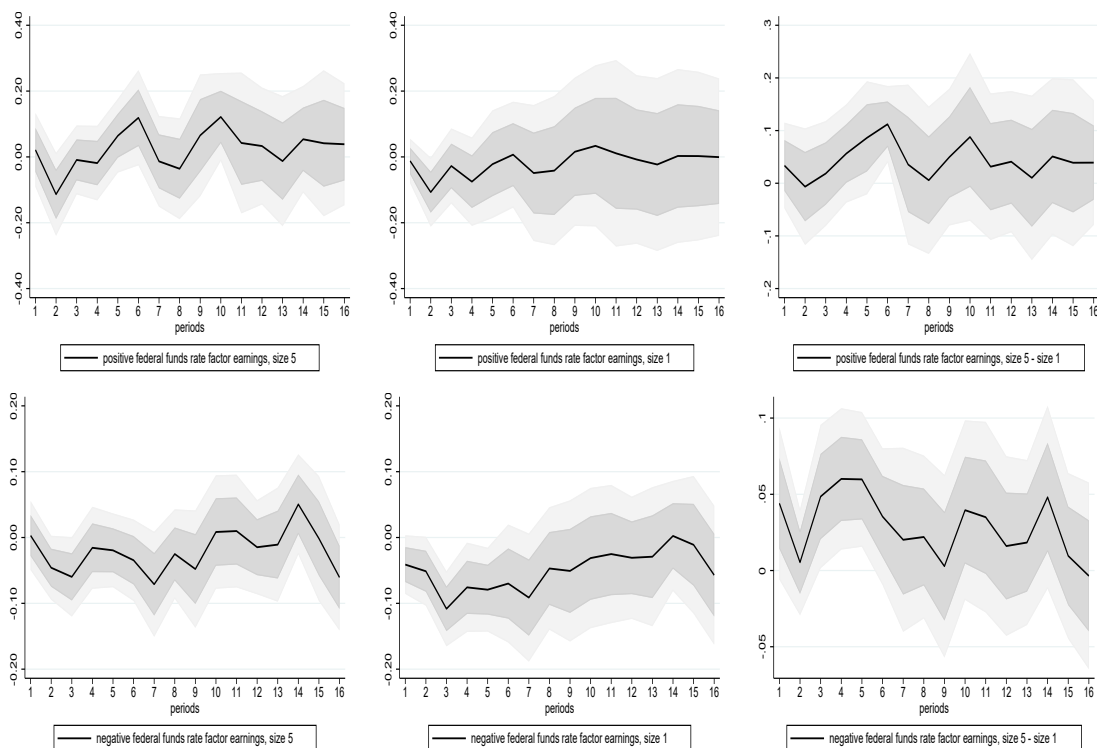 0.40
0.20
0.00
-0.20
-0.40
1 2 3 4 5 6 7 8 9 10 11 12 13 14 15 16
periods
positive federal funds rate factor earnings, size 5
0.40
0.20
0.00
-0.20
-0.40
1 2 3 4 5 6 7 8 9 10 11 12 13 14 15 16
periods
positive federal funds rate factor earnings, size 1
.3
.2
.1
0
-.1
-.2
1 2 3 4 5 6 7 8 9 10 11 12 13 14 15 16
periods
positive federal funds rate factor earnings, size 5 - size 1
0.20
0.10
0.00
-0.10
-0.20
1 2 3 4 5 6 7 8 9 10 11 12 13 14 15 16
periods
negative federal funds rate factor earnings, size 5
0.20
0.10
0.00
-0.10
-0.20
1 2 3 4 5 6 7 8 9 10 11 12 13 14 15 16
periods
negative federal funds rate factor earnings, size 1
.1
.05
0
-.05
1 2 3 4 5 6 7 8 9 10 11 12 13 14 15 16
periods
negative federal funds rate factor earnings, size 5 - size 1